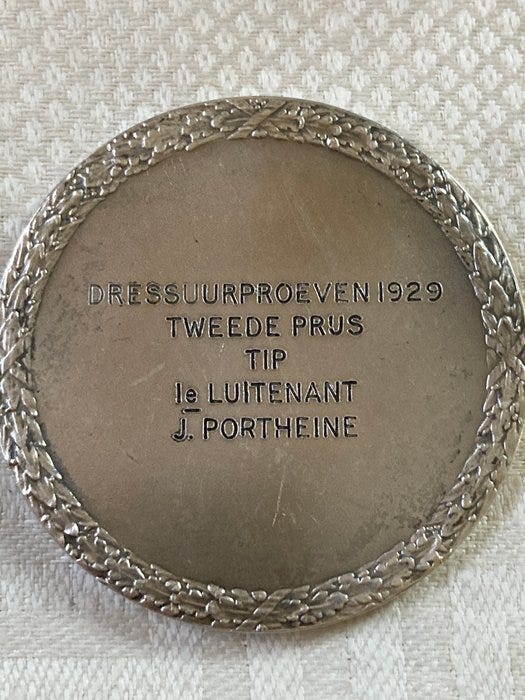 DRESSUURPROEVEN 1929
TWEEDE PRIJS
TIP
1e LUITENANT
J. PORTHEINE